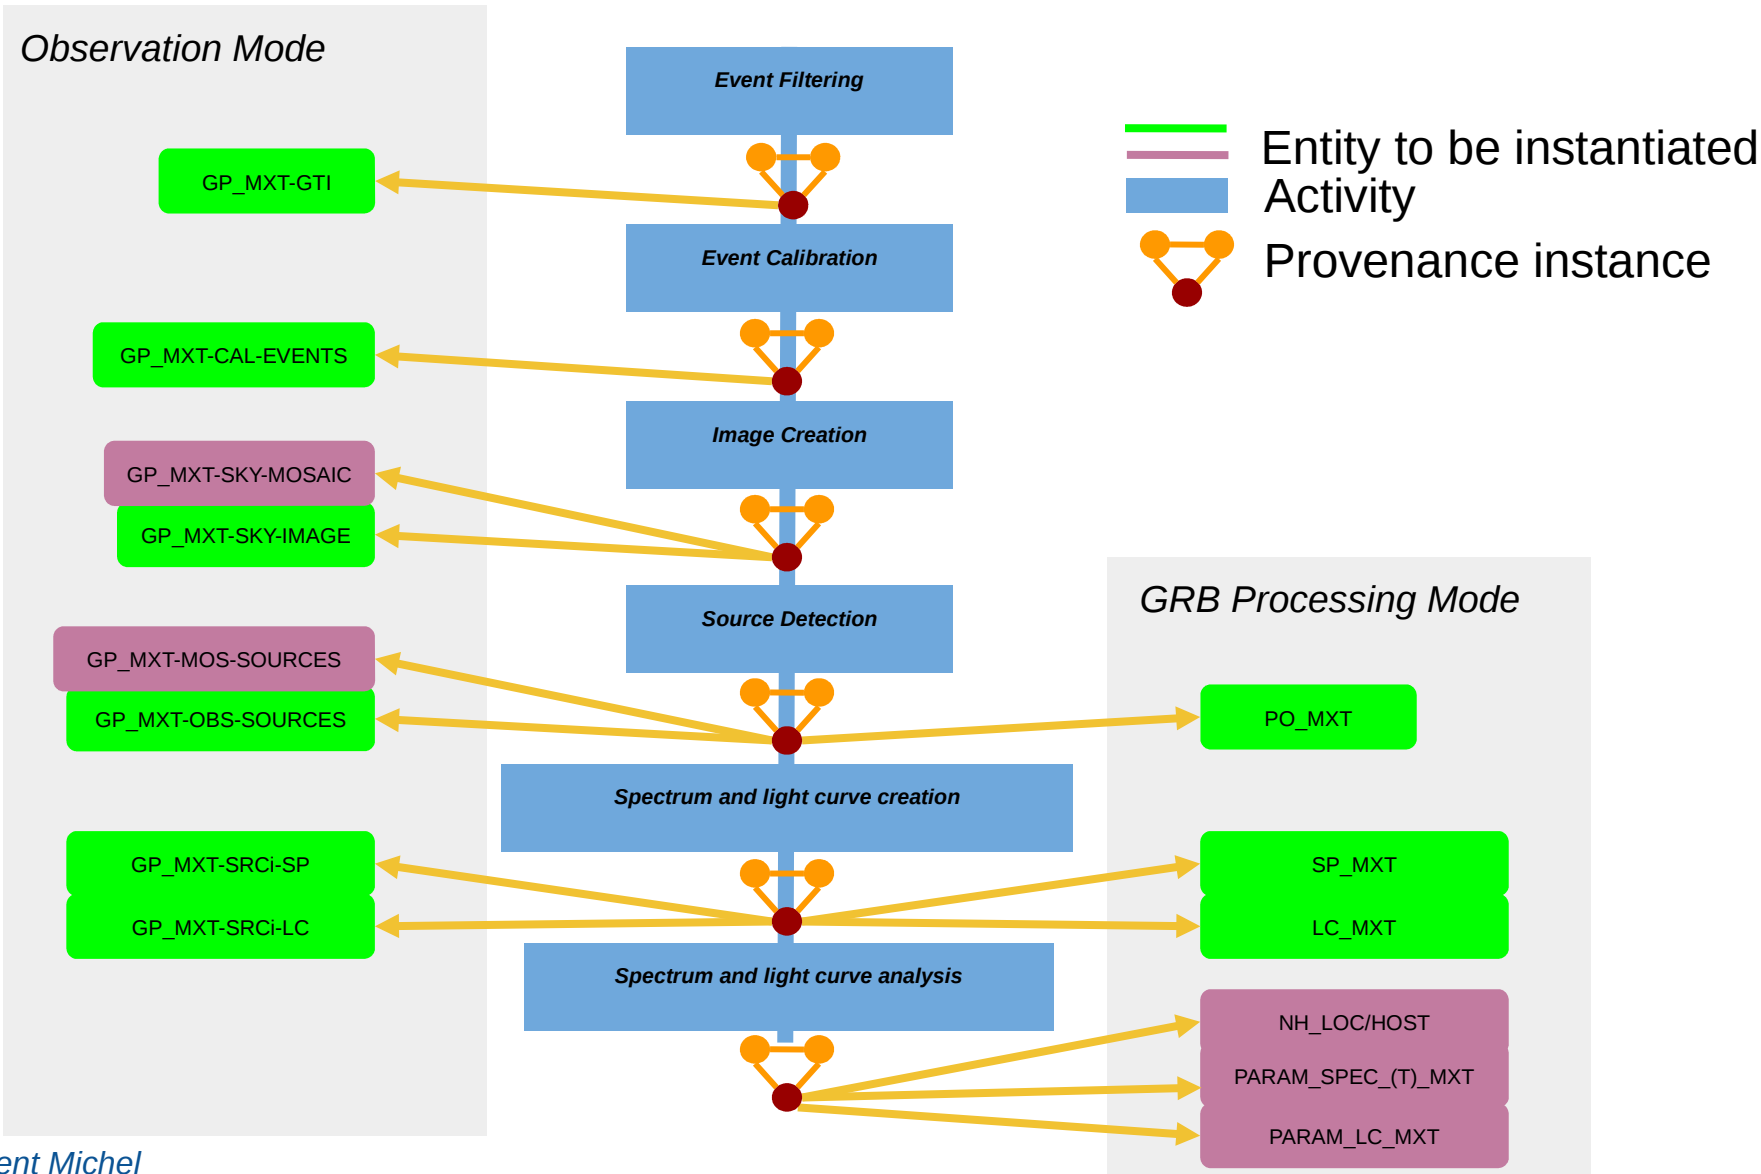 Observation Mode
Event Filtering
Entity to be instantiated
GP_MXT-GTI
Activity
Event Calibration
Provenance instance
GP_MXT-CAL-EVENTS
Image Creation
GP_MXT-SKY-MOSAIC
GP_MXT-SKY-IMAGE
GRB Processing Mode
Source Detection
GP_MXT-MOS-SOURCES
GP_MXT-OBS-SOURCES
PO_MXT
Spectrum and light curve creation
GP_MXT-SRCi-SP
SP_MXT
GP_MXT-SRCi-LC
LC_MXT
Spectrum and light curve analysis
NH_LOC/HOST
PARAM_SPEC_(T)_MXT
PARAM_LC_MXT
ent Michel